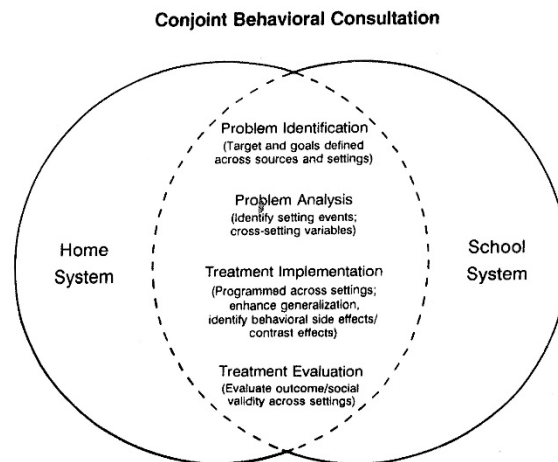 Conjoint Behavioral Consultation
Problem Identification
(Target and goals defined
across sources and settings)
Problem Analysis
(Identify setting events;
cross-setting variables)
Home
System
School
System
Treatment Implementation
(Programmed across settings;
enhance generalization,
identify behavioral side effects/
contrast effects)
Treatment Evaluation
(Evaluate outcome/social
validity across settings)